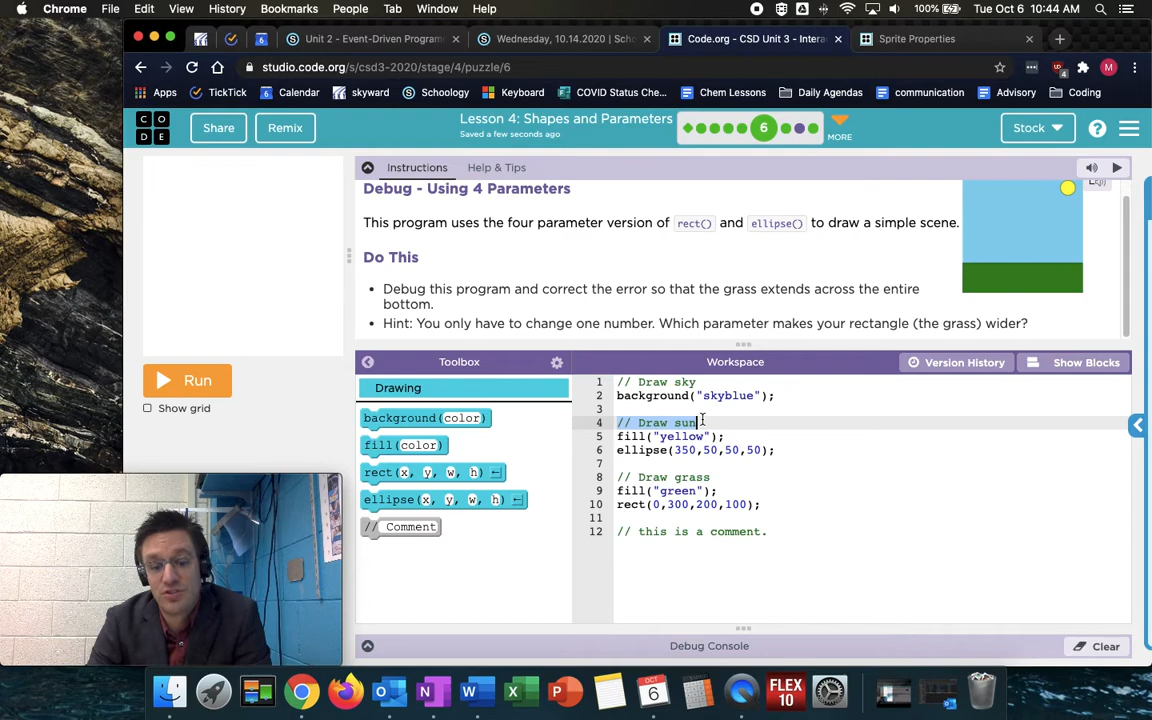 Chrome File Edit View History Bookmarks People Tab Window Help 100% Tue Oct 6 10:44 AM
6 Unit 2 - Event-Driven Program Wednesday, 10.14.2020 | Scho Code.org - CSD Unit 3 - Intera Sprite Properties
studio.code.org/s/csd3-2020/stage/4/puzzle/6 4 M
Apps TickTick 6 Calendar skyward Schoology Keyboard COVID Status Che... Chem Lessons Daily Agendas communication Advisory Coding
C O D E Share Remix Lesson 4: Shapes and Parameters 6 MORE Stock ?
Saved a few seconds ago
Instructions Help & Tips
Debug - Using 4 Parameters
This program uses the four parameter version of rect() and ellipse() to draw a simple scene.
Do This
• Debug this program and correct the error so that the grass extends across the entire
bottom.
• Hint: You only have to change one number. Which parameter makes your rectangle (the grass) wider?
Toolbox Workspace Version History Show Blocks
Run
Show grid
Drawing
background(color)
fill(color)
rect(x, y, w, h)
ellipse(x, y, w, h)
// Comment
1 // Draw sky
2 background("skyblue");
3
4 // Draw sun
5 fill("yellow");
6 ellipse(350,50,50,50);
7
8 // Draw grass
9 fill("green");
10 rect(0,300,200,100);
11
12 // this is a comment.
Debug Console Clear
O N W X P OCT 6 FLEX 10